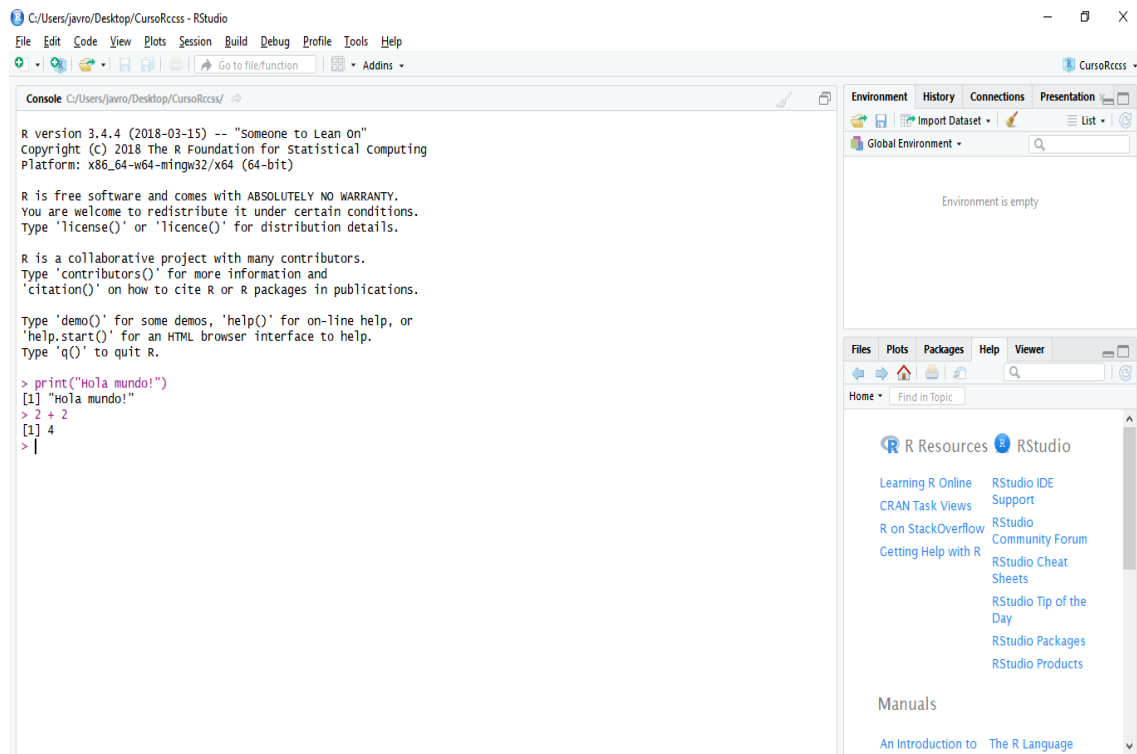 C:/Users/javro/Desktop/CursoRccss - RStudio
File Edit Code View Plots Session Build Debug Profile Tools Help
Go to file/function Addins CursoRccss
Console C:/Users/javro/Desktop/CursoRccss/
R version 3.4.4 (2018-03-15) -- "Someone to Lean On"
Copyright (C) 2018 The R Foundation for Statistical Computing
Platform: x86_64-w64-mingw32/x64 (64-bit)
R is free software and comes with ABSOLUTELY NO WARRANTY.
You are welcome to redistribute it under certain conditions.
Type 'license()' or 'licence()' for distribution details.
R is a collaborative project with many contributors.
Type 'contributors()' for more information and
'citation()' on how to cite R or R packages in publications.
Type 'demo()' for some demos, 'help()' for on-line help, or
'help.start()' for an HTML browser interface to help.
Type 'q()' to quit R.
> print("Hola mundo!")
[1] "Hola mundo!"
> 2 + 2
[1] 4
>
Environment History Connections Presentation
Import Dataset List
Global Environment
Environment is empty
Files Plots Packages Help Viewer
Home Find in Topic
R Resources RStudio
Learning R Online
CRAN Task Views
R on StackOverflow
Getting Help with R
RStudio IDE
Support
RStudio
Community Forum
RStudio Cheat
Sheets
RStudio Tip of the
Day
RStudio Packages
RStudio Products
Manuals
An Introduction to The R Language